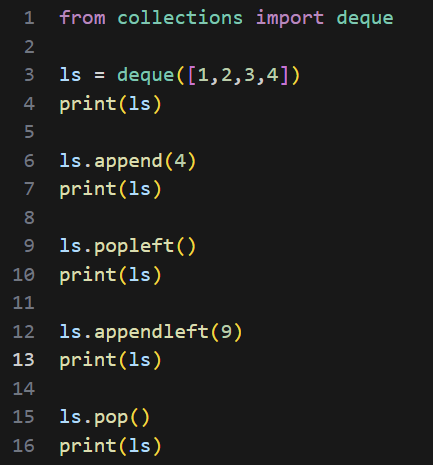 1 from collections import deque
2
3 ls = deque([1,2,3,4])
4 print(ls)
5
6 ls.append(4)
7 print(ls)
8
9 ls.popleft()
10 print(ls)
11
12 ls.appendleft(9)
13 print(ls)
14
15 ls.pop()
16 print(ls)